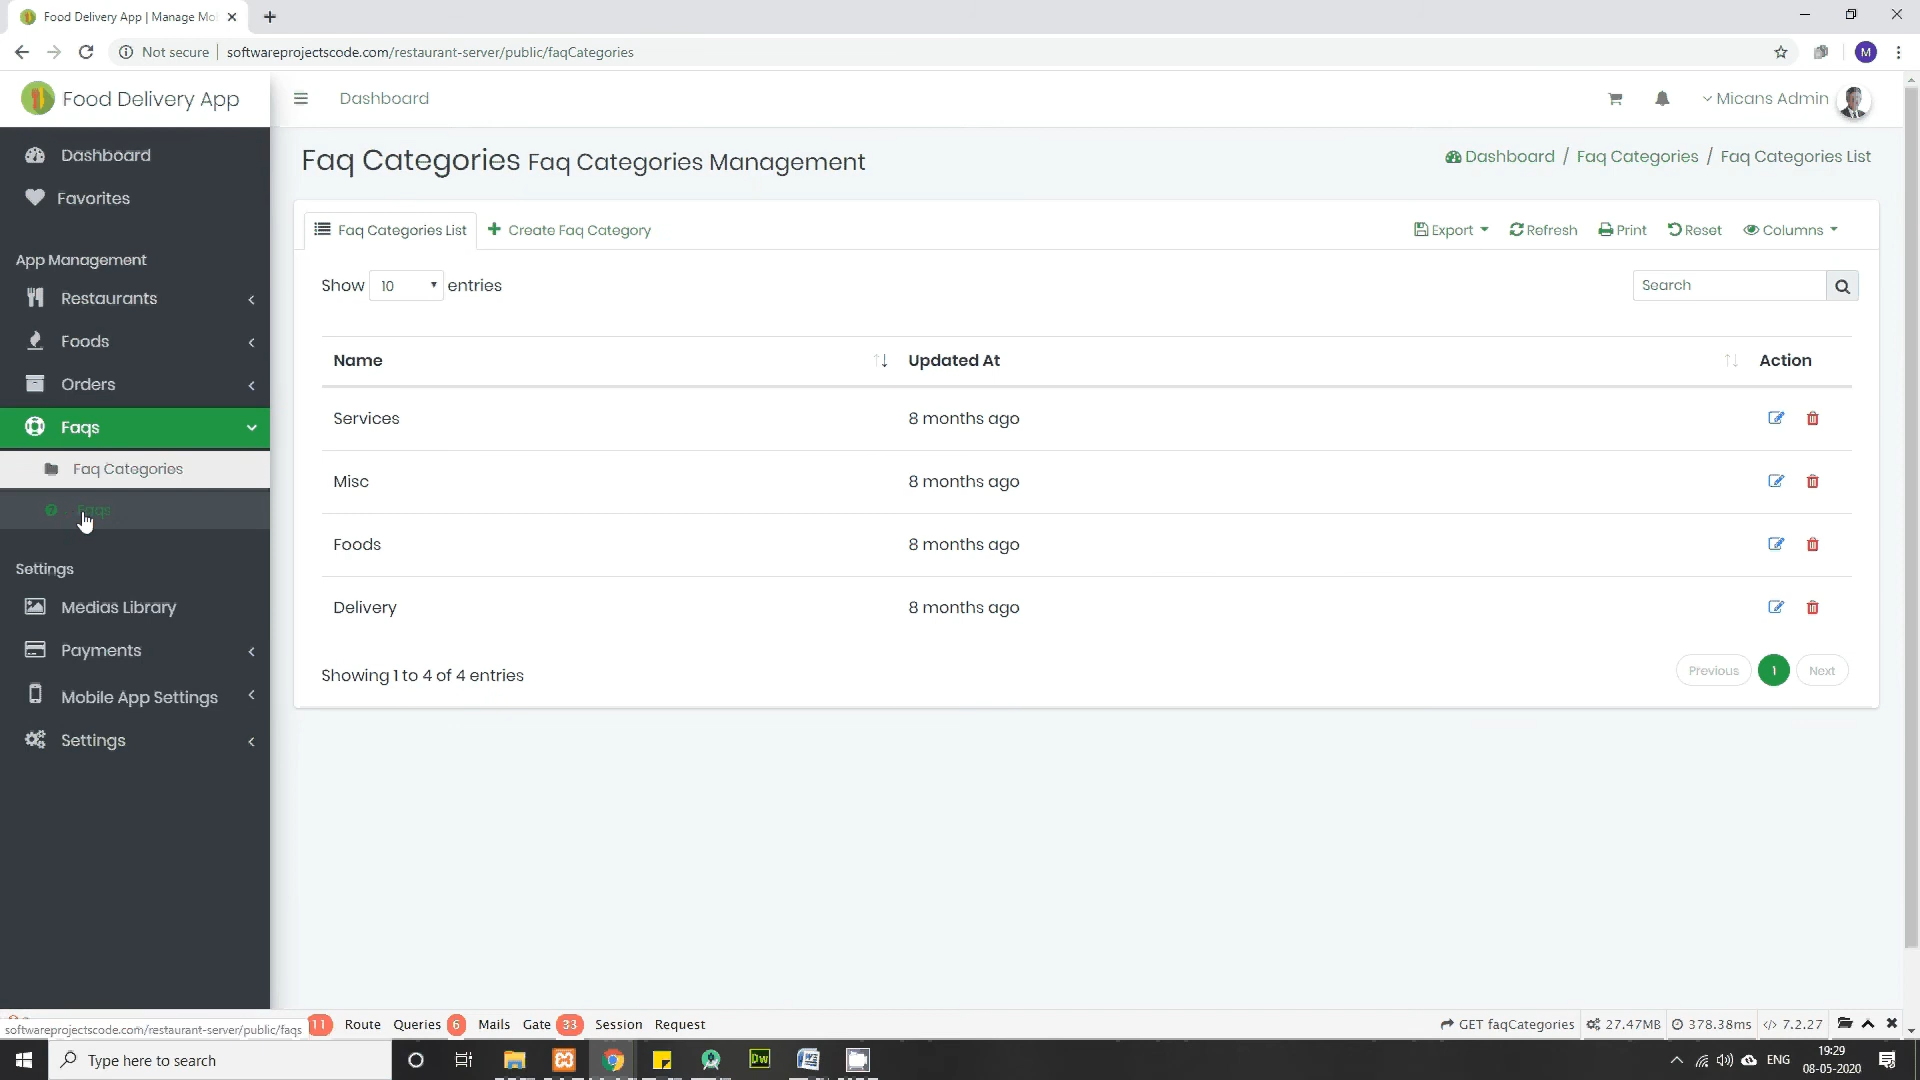 Food Delivery App | Manage Mo
Not secure
softwareprojectscode.com/restaurant-server/public/faqCategories
M
Food Delivery App
Dashboard
Micans Admin
Dashboard
Favorites
App Management
Restaurants
Foods
Orders
Faqs
Faq Categories
Faqs
Settings
Medias Library
Payments
Mobile App Settings
Settings
Faq Categories Faq Categories Management
Dashboard / Faq Categories / Faq Categories List
Faq Categories List
Create Faq Category
Export
Refresh
Print
Reset
Columns
Show 10 entries
Search
Name Updated At Action
Services 8 months ago
Misc 8 months ago
Foods 8 months ago
Delivery 8 months ago
Showing 1 to 4 of 4 entries
Previous 1 Next
softwareprojectscode.com/restaurant-server/public/faqs
11 Route Queries 6 Mails Gate 33 Session Request
GET faqCategories 27.47MB 378.38ms 7.2.27
Type here to search
Dw
ENG
19:29
08-05-2020